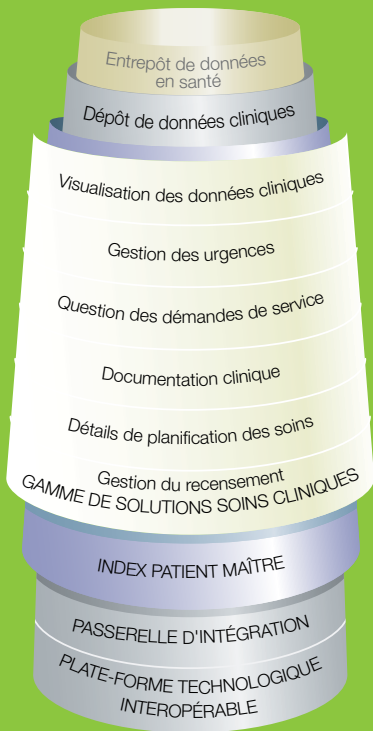 Entrepôt de données
en santé
Dépôt de données cliniques
Visualisation des données cliniques
Gestion des urgences
Question des démandes de service
Documentation clinique
Détails de planification des soins
Gestion du recensement
GAMME DE SOLUTIONS SOINS CLINIQUES
INDEX PATIENT MAÎTRE
PASSERELLE D'INTÉGRATION
PLATE-FORME TECHNOLOGIQUE
INTEROPÉRABLE